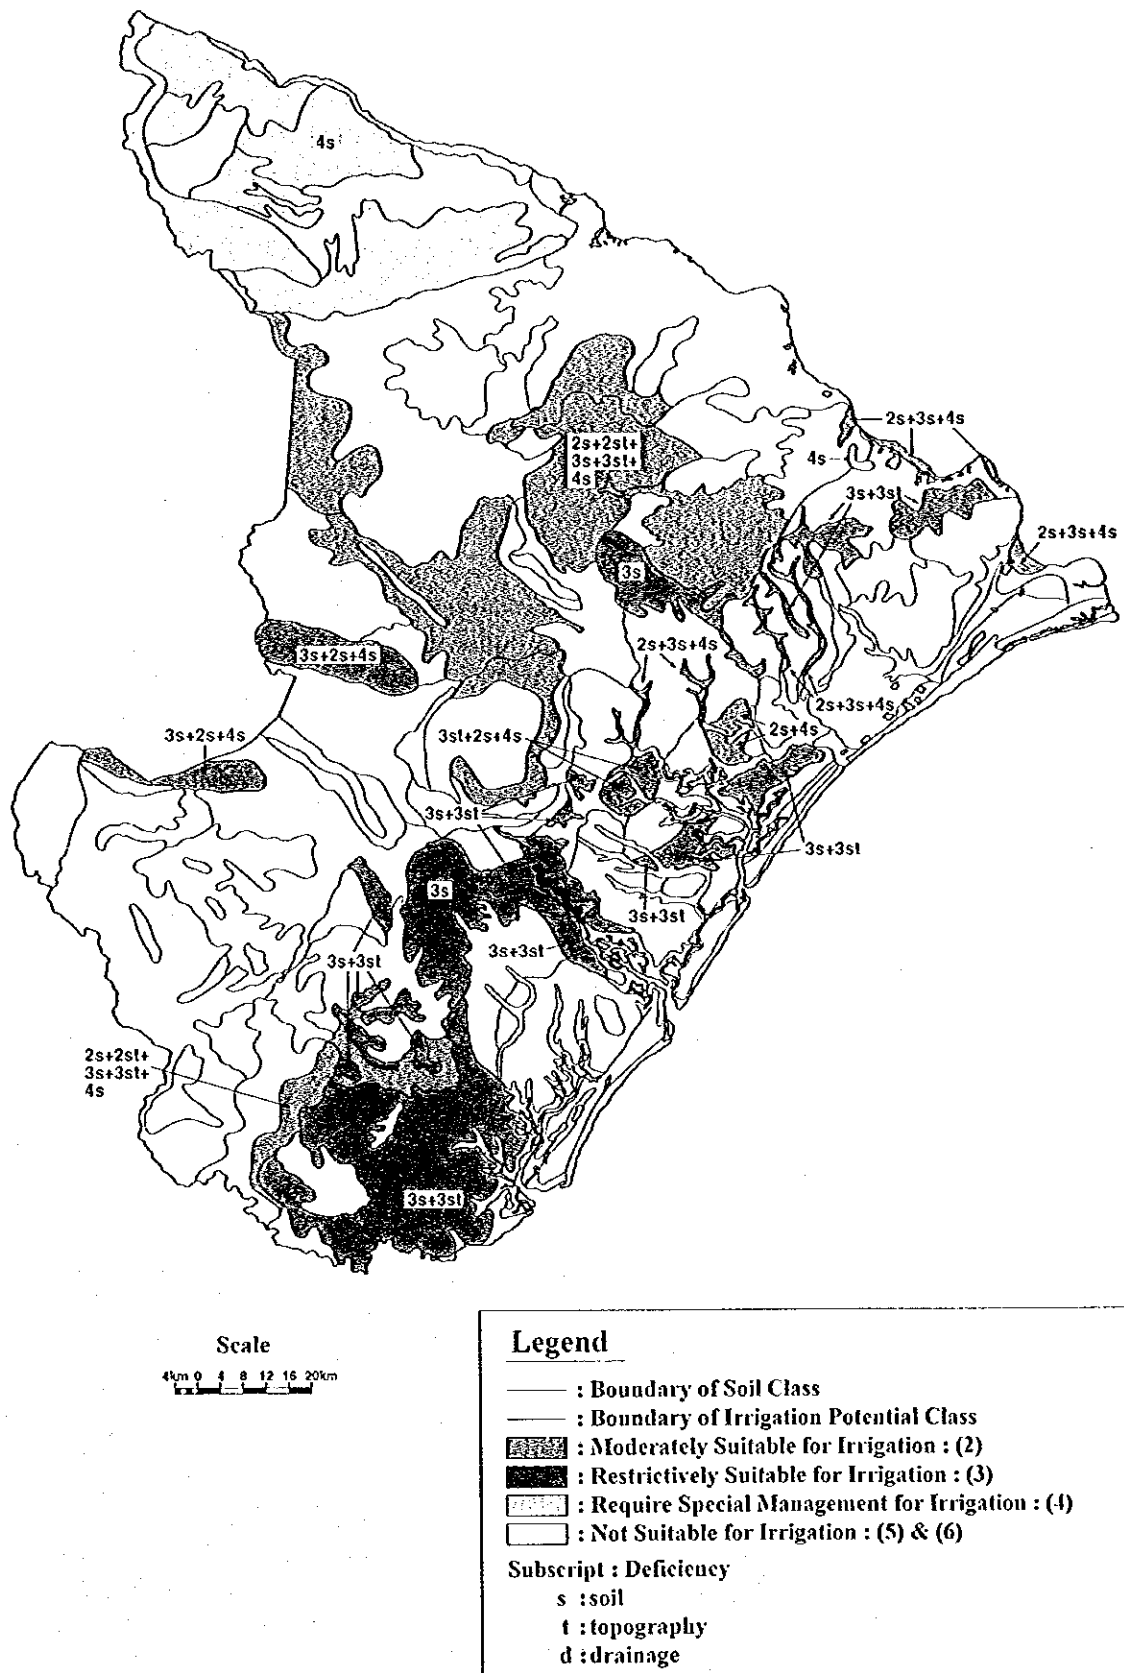 4s
2s+2st+
3s+3st+
4s
2s+3s+4s
4s
3s+3st
2s+3s+4s
3s
2s+3s+4s
3s+2s+4s
2s+3s+4s
3s+2s+4s
3st+2s+4s
2s+4s
3s+3st
3s+3st
3s
3s+3st
3s+3st
3s+3st
2s+2st+
3s+3st+
4s
3s+3st
Scale
4km 0 4 8 12 16 20km
Legend
: Boundary of Soil Class
: Boundary of Irrigation Potential Class
: Moderately Suitable for Irrigation : (2)
: Restrictively Suitable for Irrigation : (3)
: Require Special Management for Irrigation : (4)
: Not Suitable for Irrigation : (5) & (6)
Subscript : Deficiency
s : soil
t : topography
d : drainage